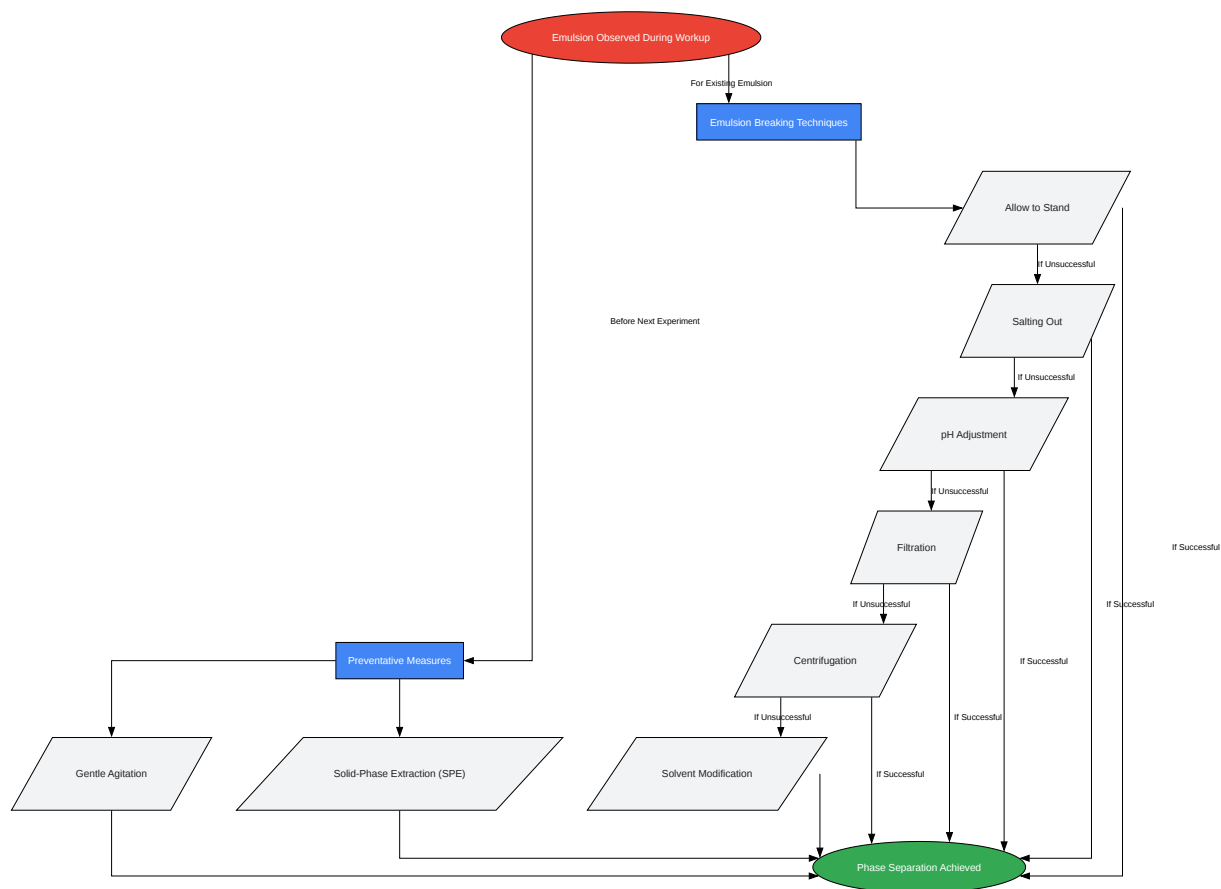 Emulsion Observed During Workup
For Existing Emulsion
Emulsion Breaking Techniques
Allow to Stand
If Unsuccessful
Salting Out
Before Next Experiment
If Unsuccessful
pH Adjustment
If Unsuccessful
Filtration
If Successful
If Unsuccessful
If Successful
Preventative Measures
Centrifugation
If Successful
If Unsuccessful
If Successful
Gentle Agitation
Solid-Phase Extraction (SPE)
Solvent Modification
If Successful
Phase Separation Achieved